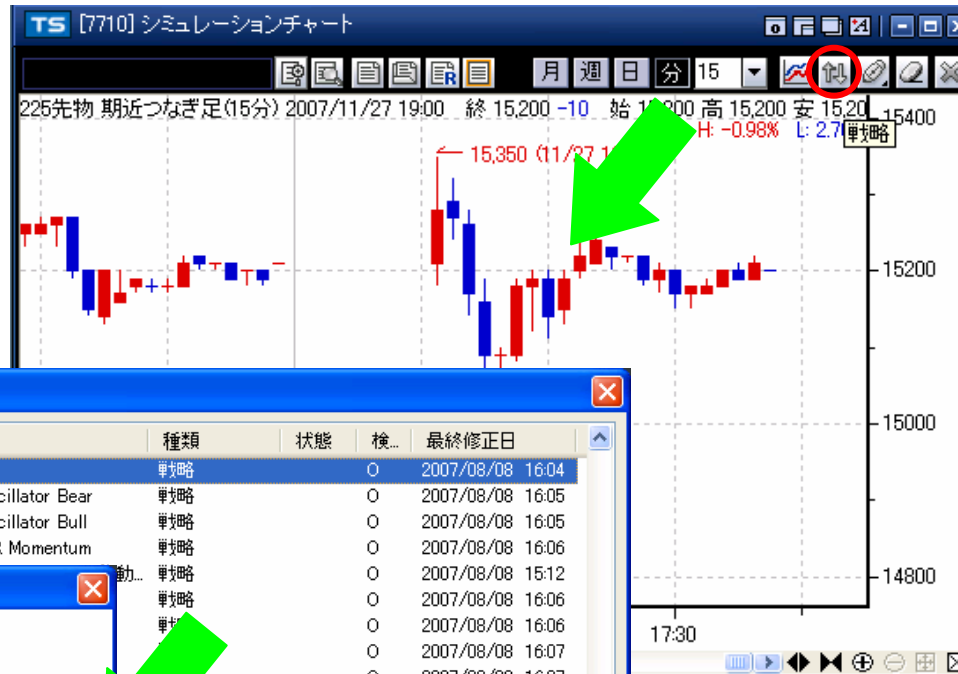 TS [7710] シミュレーションチャート
月 週 日 分 15
225先物 期近つなぎ足(15分) 2007/11/27 19:00 終 15,200 -10 始 高 15,200 安 15,20
H: -0.98% L: 2.7
戦略
15400
15,350 (11/27
15200
15000
14800
17:30
種類 状態 検... 最終修正日
戦略 O 2007/08/08 16:04
cillator Bear 戦略 O 2007/08/08 16:05
cillator Bull 戦略 O 2007/08/08 16:05
Momentum 戦略 O 2007/08/08 16:06
動... 戦略 O 2007/08/08 15:12
戦略 O 2007/08/08 16:06
O 2007/08/08 16:06
O 2007/08/08 16:07